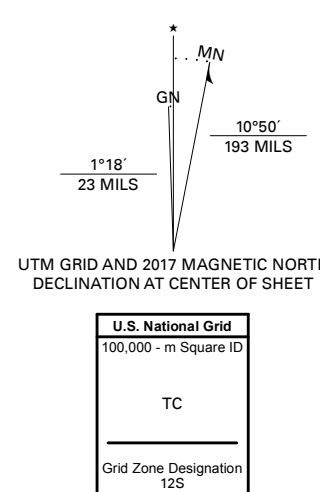 ★
MN
GN
10°50´
193 MILS
1°18´
23 MILS
UTM GRID AND 2017 MAGNETIC NORTH
DECLINATION AT CENTER OF SHEET
U.S. National Grid
100,000 - m Square ID
TC
Grid Zone Designation
12S